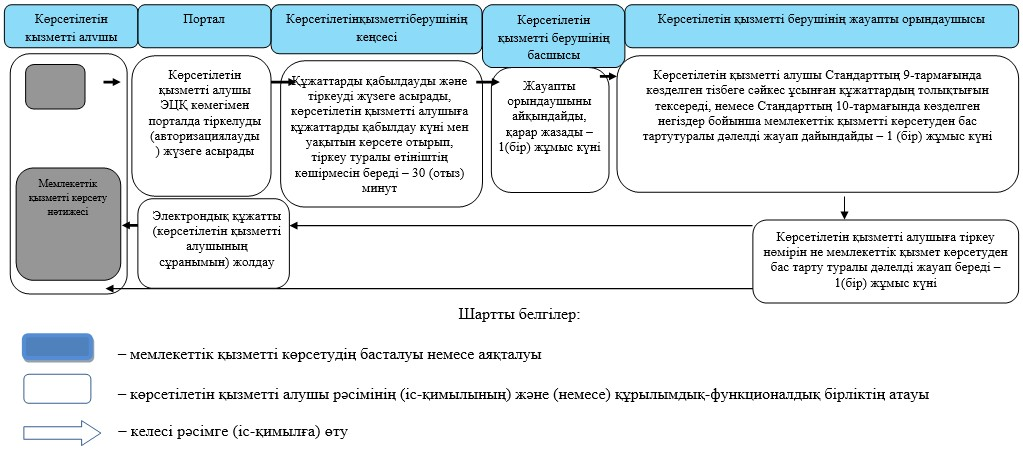 Көрсетілетін
қызметті алушы
Портал
Көрсетілетінқызметтіберушінің
кеңсесі
Көрсетілетін
қызметті берушінің
басшысы
Көрсетілетін қызметті берушінің жауапты орындаушысы
Көрсетілетін
қызметті алушы
ЭЦҚ көмегімен
порталда тіркелуді
(авторизациялауды
) жүзеге асырады
Құжаттарды қабылдауды және
тіркеуді жүзеге асырады,
көрсетілетін қызметті алушыға
құжаттарды қабылдау күні мен
уақытын көрсете отырып,
тіркеу туралы өтініштің
көшірмесін береді – 30 (отыз)
минут
Жауапты
орындаушыны
айқындайды,
қарар жазады –
1(бір) жұмыс күні
Көрсетілетін қызметті алушы Стандарттың 9-тармағында
көзделген тізбеге сәйкес ұсынған құжаттардың толықтығын
тексереді, немесе Стандарттың 10-тармағында көзделген
негіздер бойынша мемлекеттік қызметті көрсетуден бас
тартутуралы дәлелді жауап дайындайды – 1 (бір) жұмыс күні
Мемлекеттік
қызметті көрсету
нәтижесі
Электрондық құжатты
(көрсетілетін қызметті
алушының
сұранымын) жолдау
Көрсетілетін қызметті алушыға тіркеу
нөмірін не мемлекеттік қызмет көрсетуден
бас тарту туралы дәлелді жауап береді –
1(бір) жұмыс күні
Шартты белгілер:
– мемлекеттік қызметті көрсетудің басталуы немесе аяқталуы
– көрсетілетін қызметті алушы рәсімінің (іс-қимылының) және (немесе) құрылымдық-функционалдық бірліктің атауы
– келесі рәсімге (іс-қимылға) өту